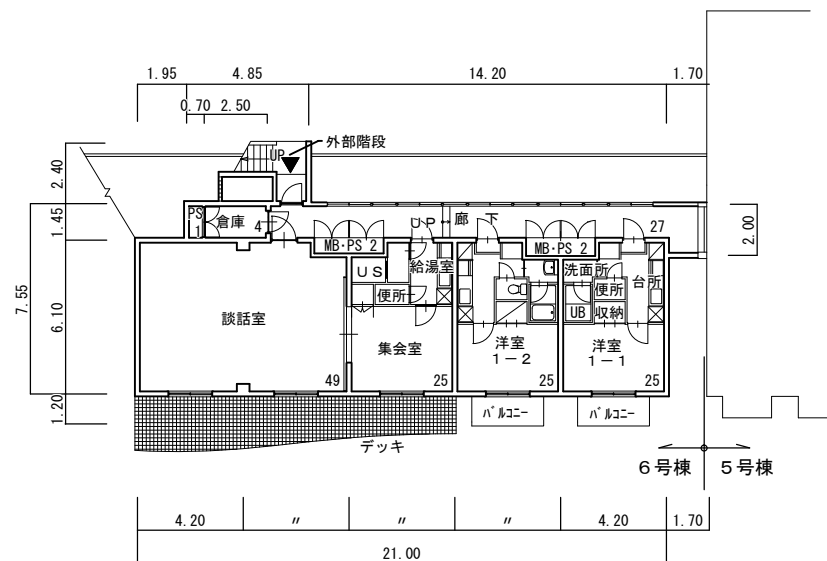 1.95 4.85 14.20 1.70
0.70 2.50
外部階段
UP
2.40
1.45
7.55
6.10
1.20
2.00
PS
1
倉庫
4
UP
廊下
27
MB・PS 2
MB・PS 2
US
給湯室
便所
洗面所
便所
台所
UB
収納
談話室
集会室
洋室
1-2
洋室
1-1
49
25
25
25
バルコニー
バルコニー
デッキ
6号棟
5号棟
4.20 〃 〃 〃 4.20 1.70
21.00